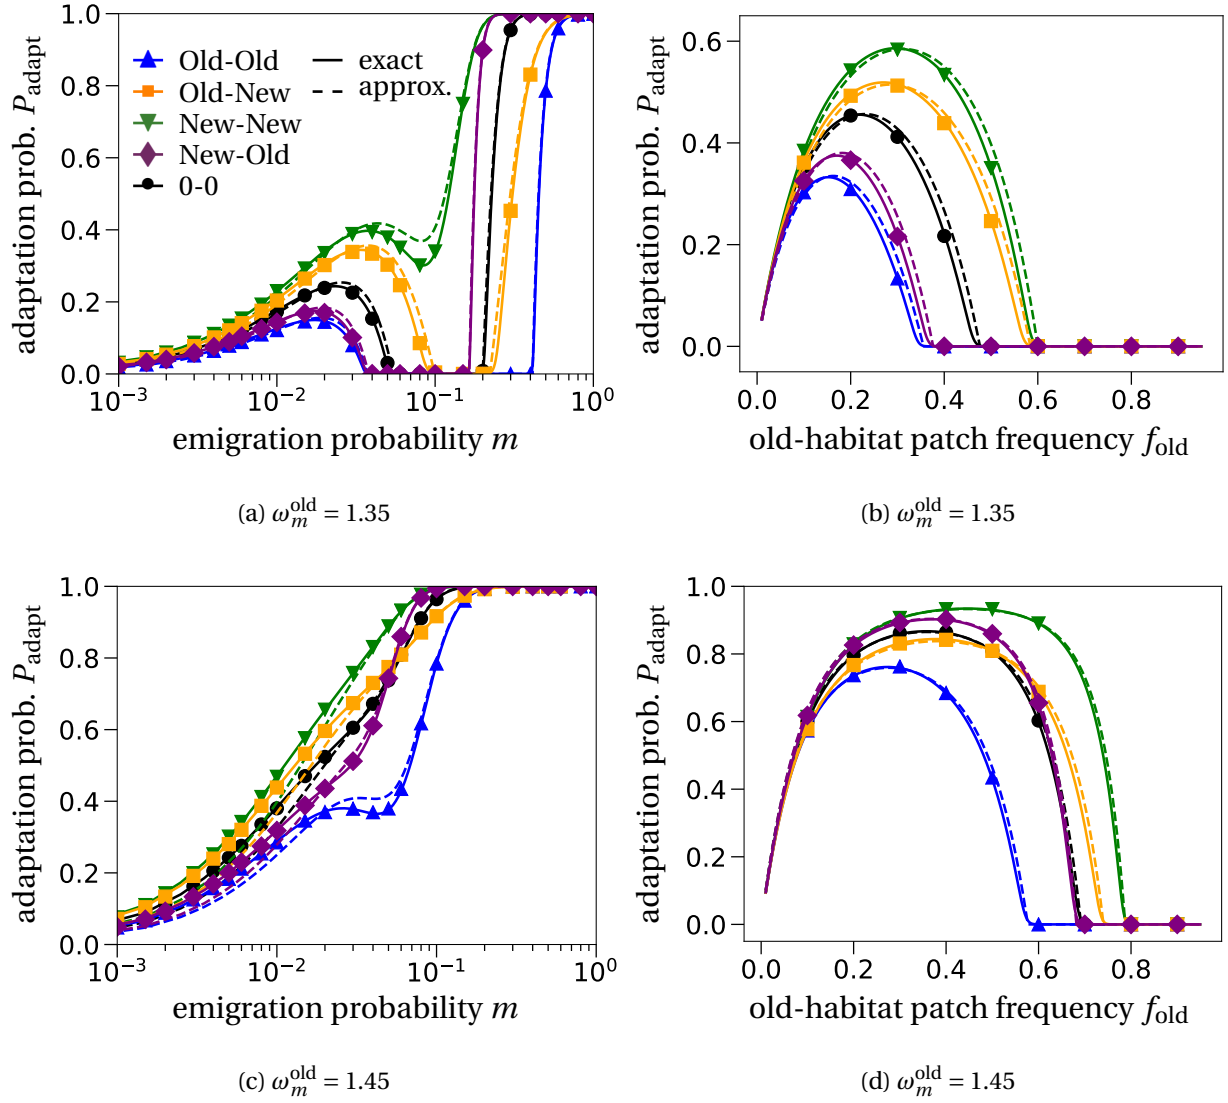 1.0
0.8
0.6
0.4
0.2
0.0
adaptation prob. P_adapt
Old-Old
Old-New
New-New
New-Old
0-0
exact
approx.
10⁻³ 10⁻² 10⁻¹ 10⁰
emigration probability m
(a) ω_m^old = 1.35
0.6
0.4
0.2
0.0
adaptation prob. P_adapt
0.0 0.2 0.4 0.6 0.8
old-habitat patch frequency f_old
(b) ω_m^old = 1.35
1.0
0.8
0.6
0.4
0.2
0.0
adaptation prob. P_adapt
10⁻³ 10⁻² 10⁻¹ 10⁰
emigration probability m
(c) ω_m^old = 1.45
1.0
0.8
0.6
0.4
0.2
0.0
adaptation prob. P_adapt
0.0 0.2 0.4 0.6 0.8
old-habitat patch frequency f_old
(d) ω_m^old = 1.45